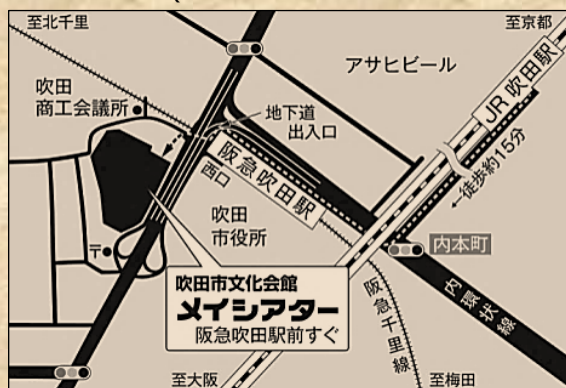 至北千里
至京都
アサヒビール
JR 吹田駅
吹田
商工会議所
地下道
出入口
←徒歩約15分
阪急吹田駅
西口
吹田
市役所
〒
内本町
吹田市文化会館
メイシアター
阪急吹田駅前すぐ
阪急千里線
内環状線
至大阪
至梅田